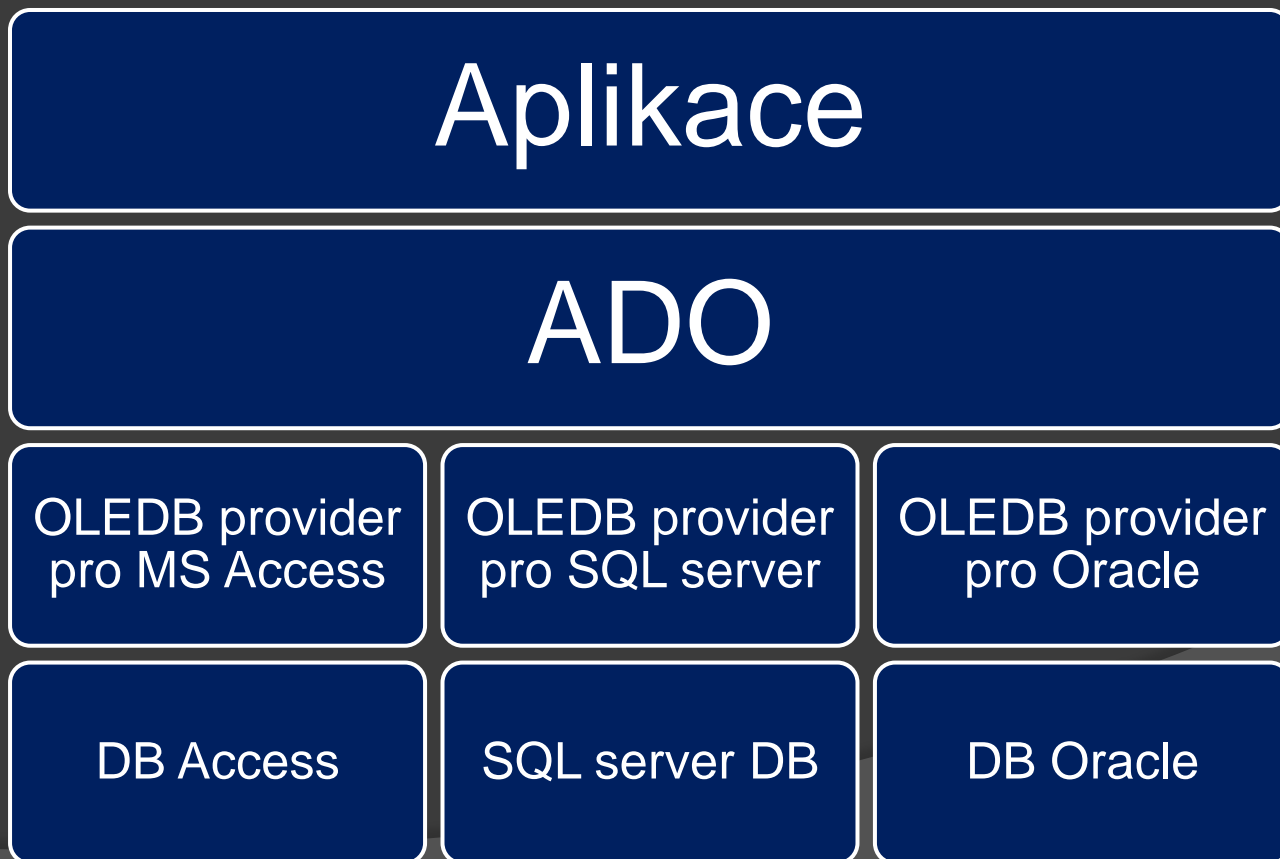 Aplikace
ADO
OLEDB provider
pro MS Access
OLEDB provider
pro SQL server
OLEDB provider
pro Oracle
DB Access
SQL server DB
DB Oracle